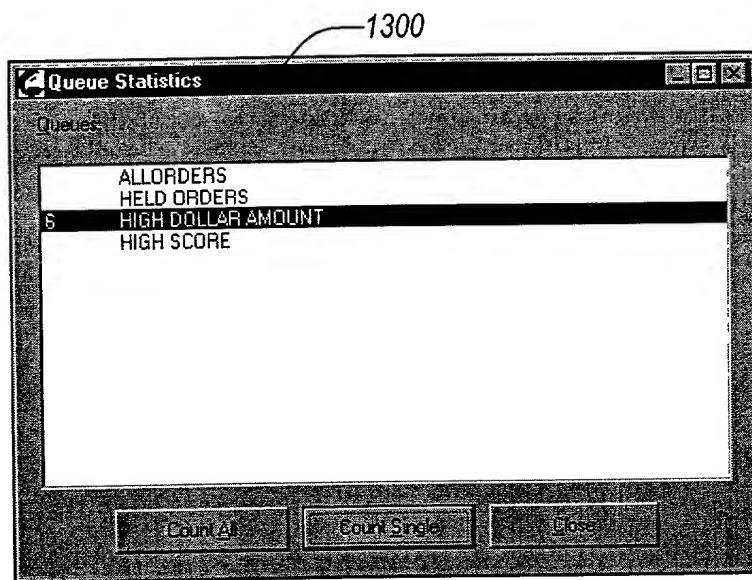 1300
Queue Statistics
Queues:
ALLORDERS
HELD ORDERS
6 HIGH DOLLAR AMOUNT
HIGH SCORE
Count All Count Single Close